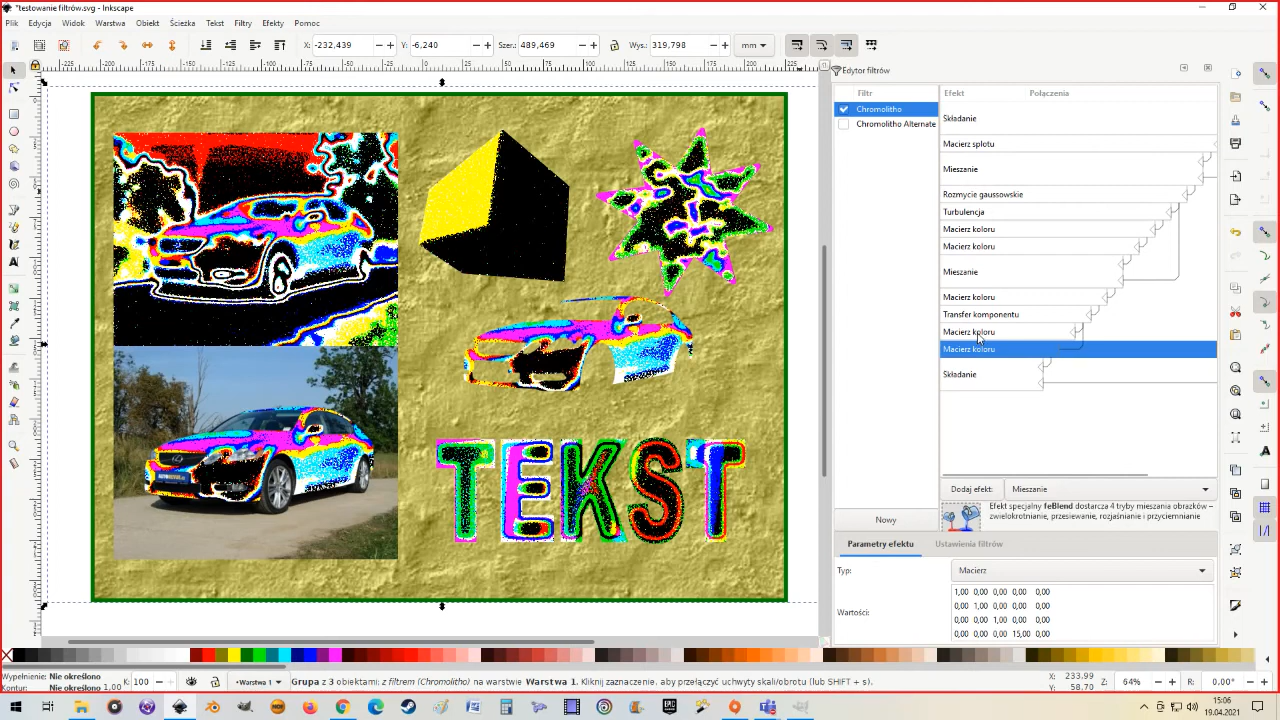 *testowanie filtrów.svg - Inkscape
Plik Edycja Widok Warstwa Obiekt Ścieżka Tekst Filtry Efekty Pomoc
X: -232,439 Y: -6,240 Szer.: 489,469 Wys.: 319,798 mm
Edytor filtrów
Filtr
Chromolitho
Chromolitho Alternate
Efekt Połączenia
Składanie
Macierz splotu
Mieszanie
Rozmycie gaussowskie
Turbulencja
Macierz koloru
Macierz koloru
Mieszanie
Macierz koloru
Transfer komponentu
Macierz koloru
Macierz koloru
Składanie
TEKST
Dodaj efekt: Mieszanie
Efekt specjalny feBlend dostarcza 4 tryby mieszania obrazków –
zwielokrotnianie, przesiewanie, rozjaśnianie i przyciemnianie
Nowy
Parametry efektu Ustawienia filtrów
Typ: Macierz
Wartości:
1,00 0,00 0,00 0,00 0,00
0,00 1,00 0,00 0,00 0,00
0,00 0,00 1,00 0,00 0,00
0,00 0,00 0,00 15,00 0,00
Wypełnienie: Nie określono
Kontur: Nie określono 1,00
K: 100
•Warstwa 1
Grupa z 3 obiektami; z filtrem (Chromolitho) na warstwie Warstwa 1. Kliknij zaznaczenie, aby przełączyć uchwyty skali/obrotu (lub SHIFT + s).
X: 233.99
Y: 58.70
Z: 64%
R: 0,00°
15:06
19.04.2021